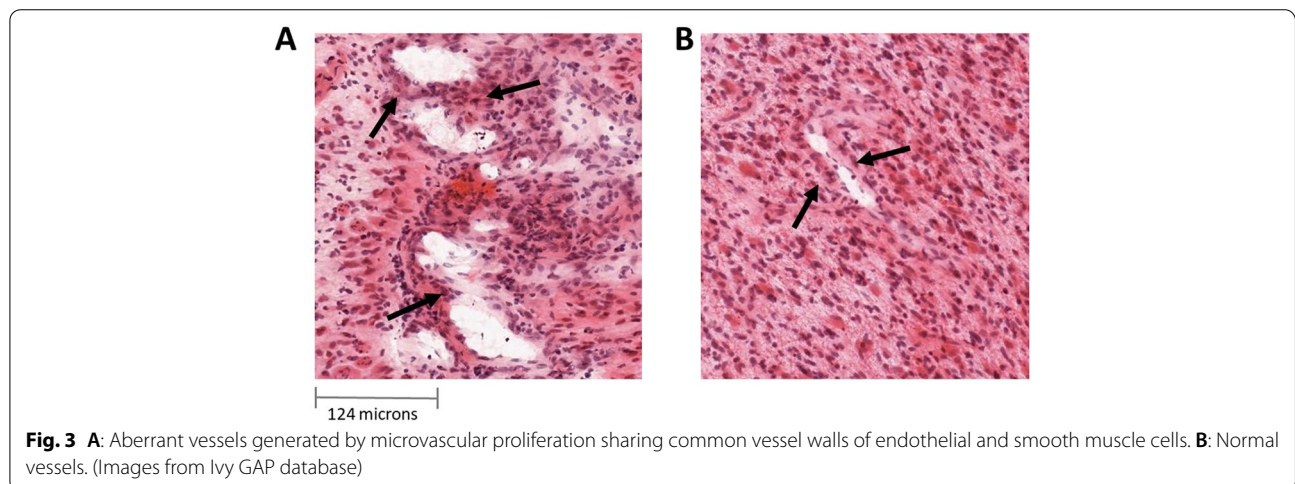 A
B
124 microns
Fig. 3 A: Aberrant vessels generated by microvascular proliferation sharing common vessel walls of endothelial and smooth muscle cells. B: Normal
vessels. (Images from Ivy GAP database)